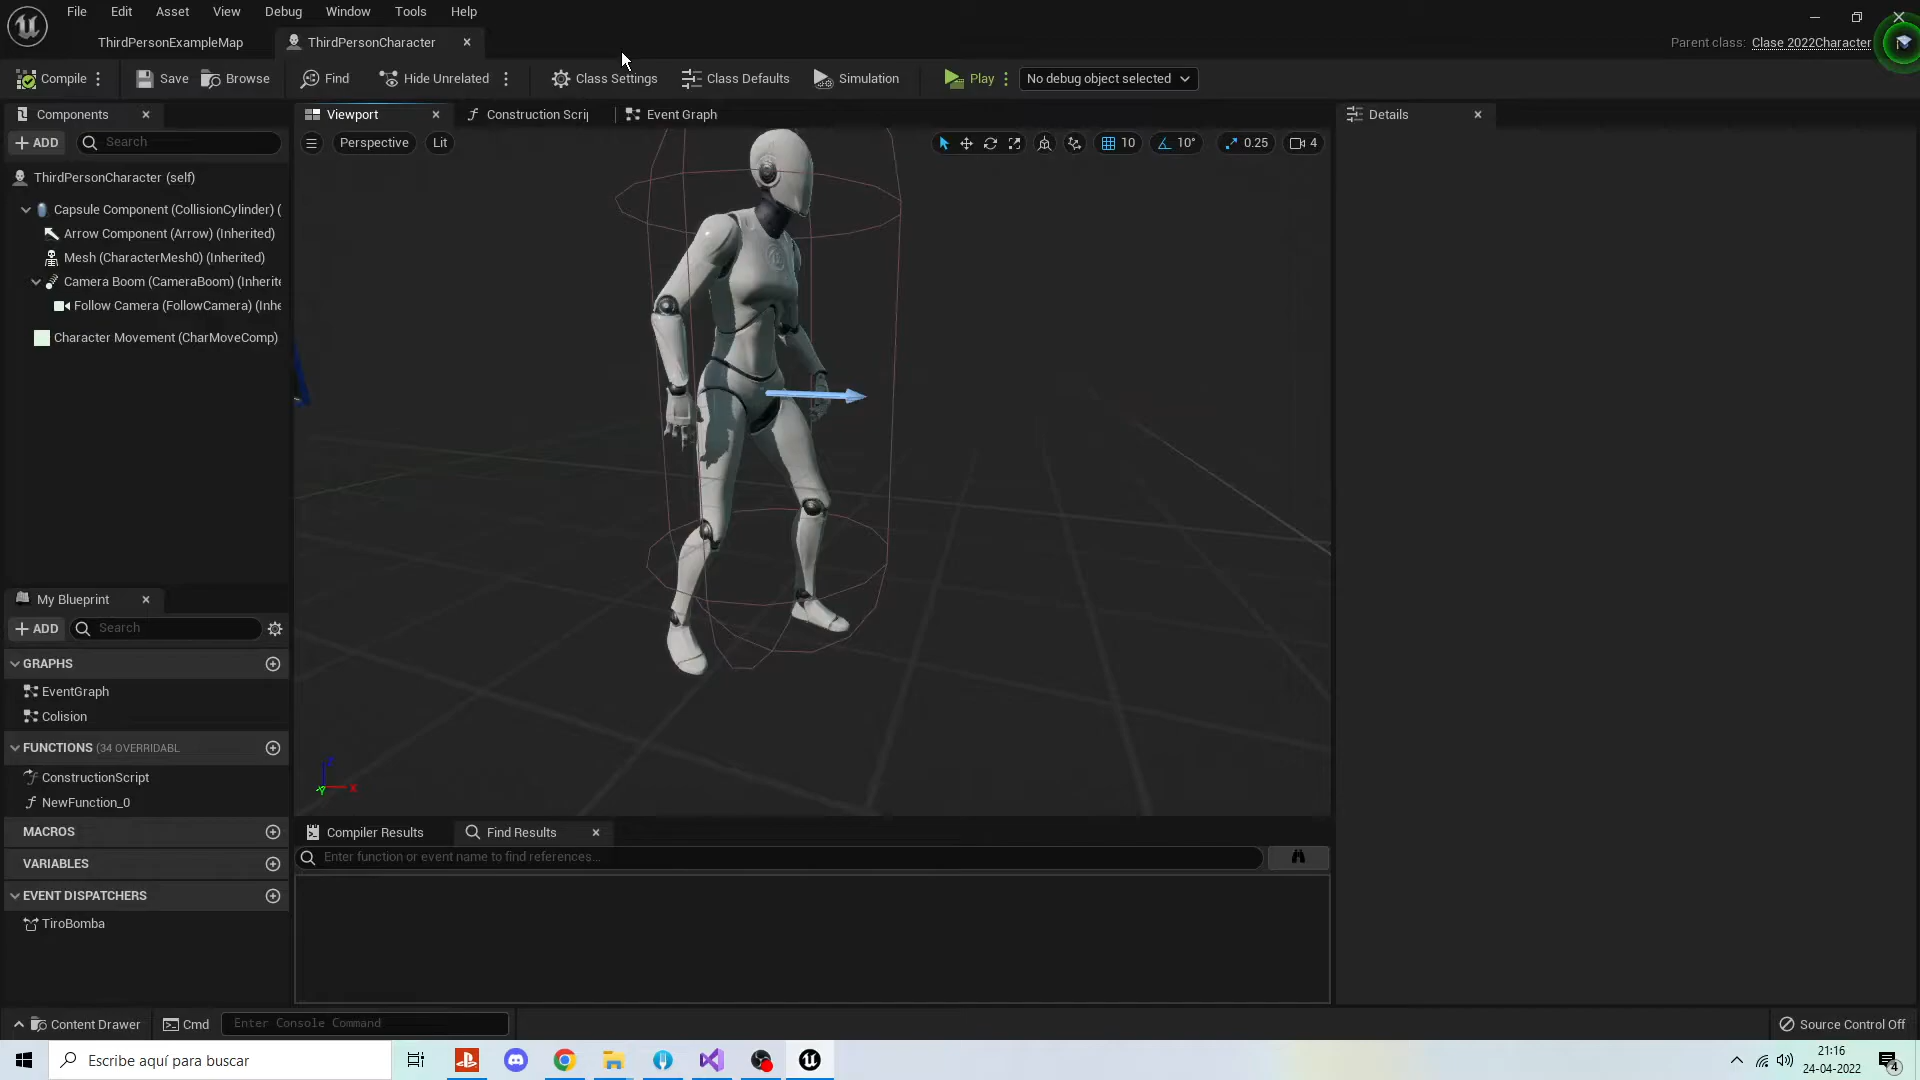 File Edit Asset View Debug Window Tools Help
ThirdPersonExampleMap
ThirdPersonCharacter
Parent class: Clase 2022Character
Compile Save Browse Find Hide Unrelated Class Settings Class Defaults Simulation Play No debug object selected
Components
Viewport
Construction Scrip
Event Graph
Details
ADD
Search
Perspective
Lit
10
10°
0.25
4
ThirdPersonCharacter (self)
Capsule Component (CollisionCylinder) (
Arrow Component (Arrow) (Inherited)
Mesh (CharacterMesh0) (Inherited)
Camera Boom (CameraBoom) (Inherite
Follow Camera (FollowCamera) (Inhe
Character Movement (CharMoveComp)
My Blueprint
ADD
Search
GRAPHS
EventGraph
Colision
FUNCTIONS (34 OVERRIDABL
ConstructionScript
NewFunction_0
MACROS
VARIABLES
EVENT DISPATCHERS
TiroBomba
Z
X
Y
Compiler Results
Find Results
Enter function or event name to find references...
Content Drawer
Cmd
Enter Console Command
Source Control Off
Escribe aquí para buscar
21:16
24-04-2022
4